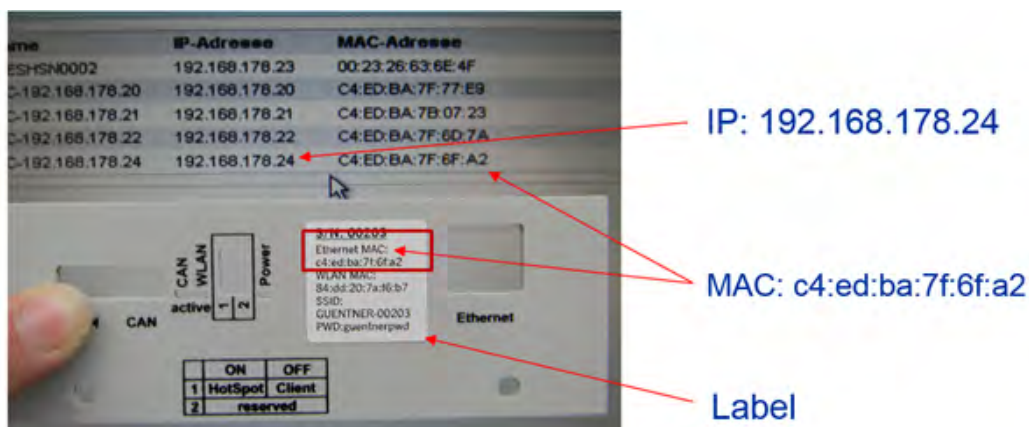 me IP-Adresse MAC-Adresse
ESHSN0002 192.168.178.23 00:23:26:63:6E:4F
C-192.168.178.20 192.168.178.20 C4:ED:BA:7F:77:E9
C-192.168.178.21 192.168.178.21 C4:ED:BA:7B:07:23
C-192.168.178.22 192.168.178.22 C4:ED:BA:7F:6D:7A
C-192.168.178.24 192.168.178.24 C4:ED:BA:7F:6F:A2
IP: 192.168.178.24
S/N: 00203
Ethernet MAC:
c4:ed:ba:7f:6f:a2
WLAN MAC:
84:dd:20:7a:f6:b7
SSID:
GUENTNER-00203
PWD:guentnerpwd
MAC: c4:ed:ba:7f:6f:a2
CAN
WLAN
Power
active 1 2
CAN
Ethernet
ON OFF
1 HotSpot Client
2 reserved
Label